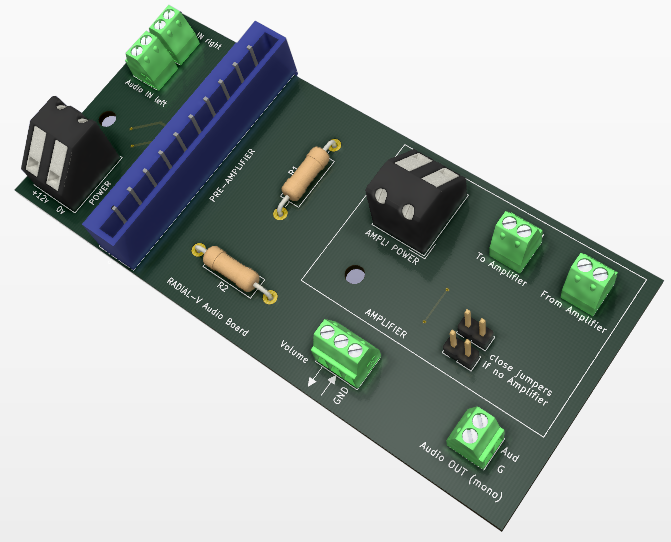 IN right
Audio IN left
+12v 0v
POWER
PRE-AMPLIFIER
R1
AMPLI POWER
To Amplifier
From Amplifier
R2
RADIAL-V Audio Board
AMPLIFIER
Volume
GND
close jumpers
if no Amplifier
Aud
G
Audio OUT (mono)